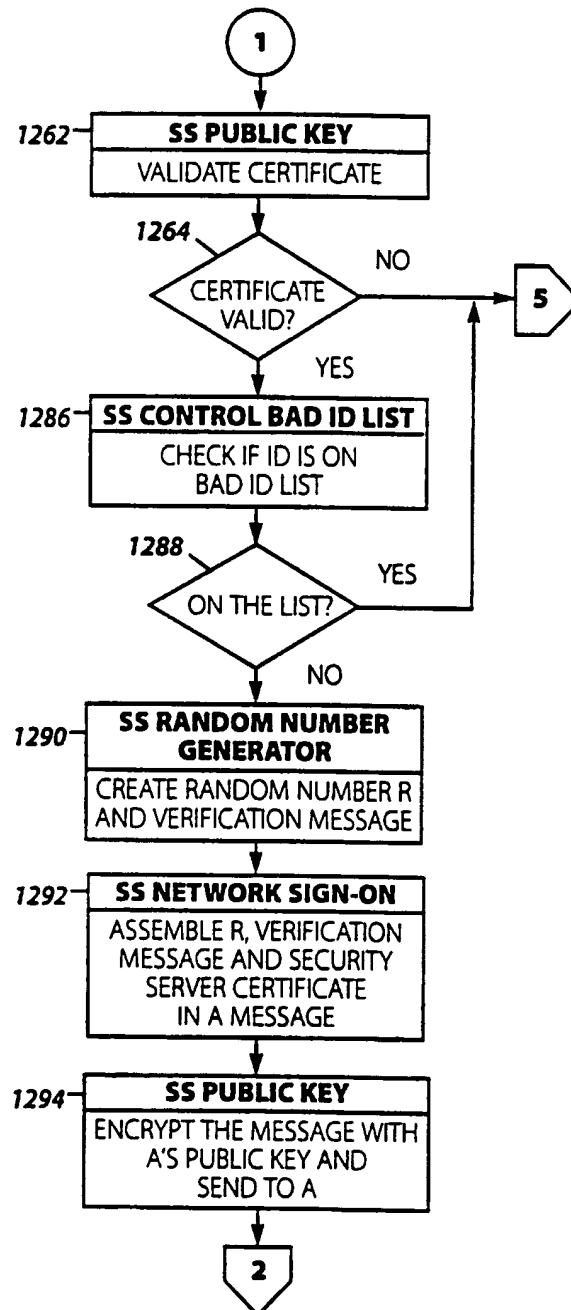 1
1262
SS PUBLIC KEY
VALIDATE CERTIFICATE
1264
NO
CERTIFICATE
VALID?
5
YES
1286
SS CONTROL BAD ID LIST
CHECK IF ID IS ON
BAD ID LIST
1288
YES
ON THE LIST?
NO
1290
SS RANDOM NUMBER
GENERATOR
CREATE RANDOM NUMBER R
AND VERIFICATION MESSAGE
1292
SS NETWORK SIGN-ON
ASSEMBLE R, VERIFICATION
MESSAGE AND SECURITY
SERVER CERTIFICATE
IN A MESSAGE
1294
SS PUBLIC KEY
ENCRYPT THE MESSAGE WITH
A'S PUBLIC KEY AND
SEND TO A
2